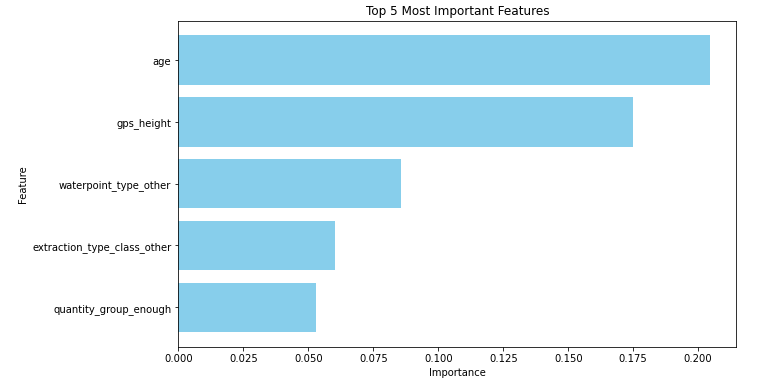 Top 5 Most Important Features
age
gps_height
waterpoint_type_other
extraction_type_class_other
quantity_group_enough
Feature
0.000 0.025 0.050 0.075 0.100 0.125 0.150 0.175 0.200
Importance